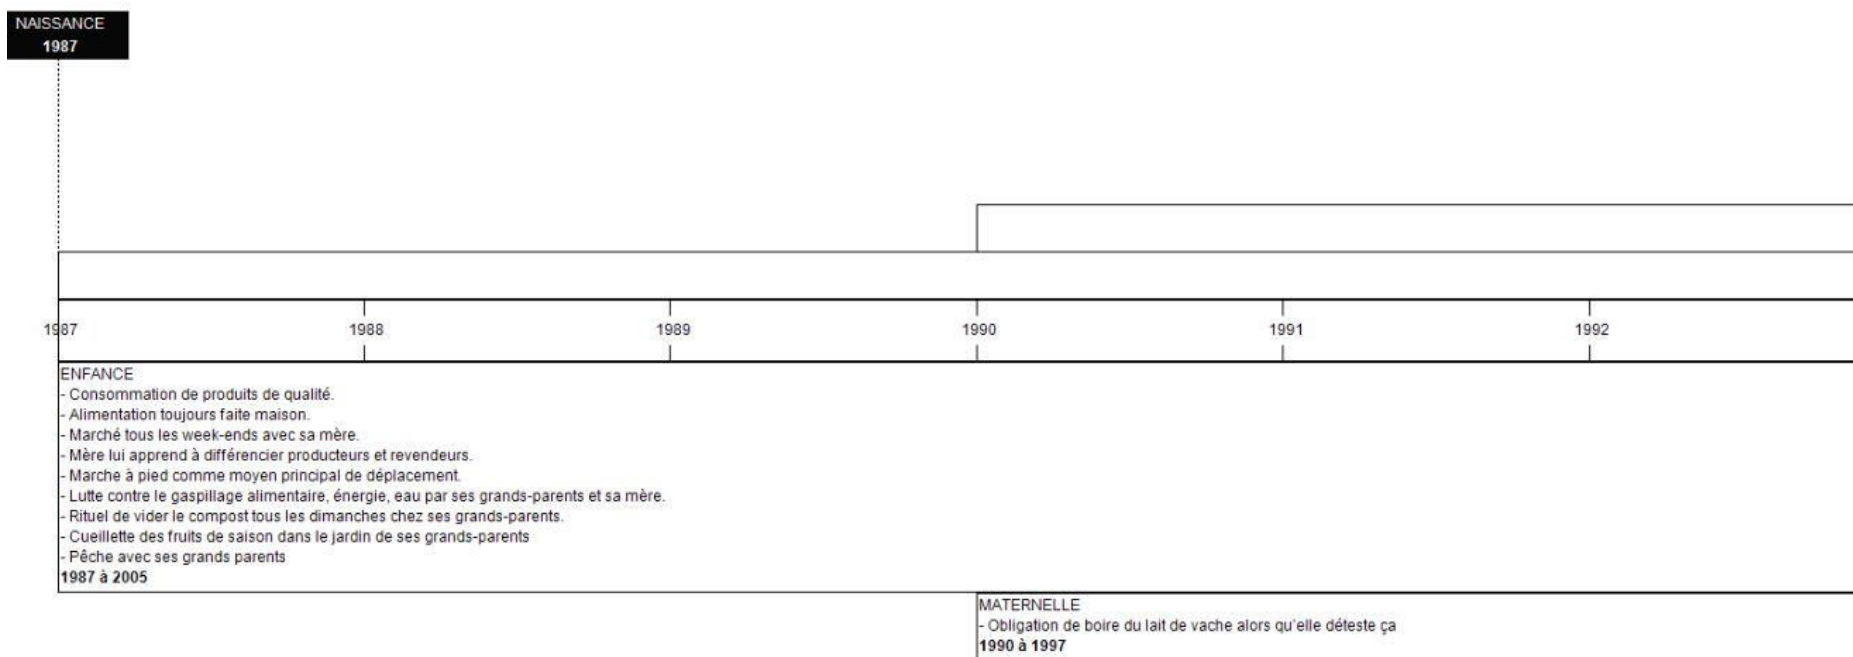 NAISSANCE
1987
1987 1988 1989 1990 1991 1992
ENFANCE
- Consommation de produits de qualité.
- Alimentation toujours faite maison.
- Marché tous les week-ends avec sa mère.
- Mère lui apprend à différencier producteurs et revendeurs.
- Marche à pied comme moyen principal de déplacement.
- Lutte contre le gaspillage alimentaire, énergie, eau par ses grands-parents et sa mère.
- Rituel de vider le compost tous les dimanches chez ses grands-parents.
- Cueillette des fruits de saison dans le jardin de ses grands-parents
- Pêche avec ses grands parents
1987 à 2005
MATERNELLE
- Obligation de boire du lait de vache alors qu'elle déteste ça
1990 à 1997